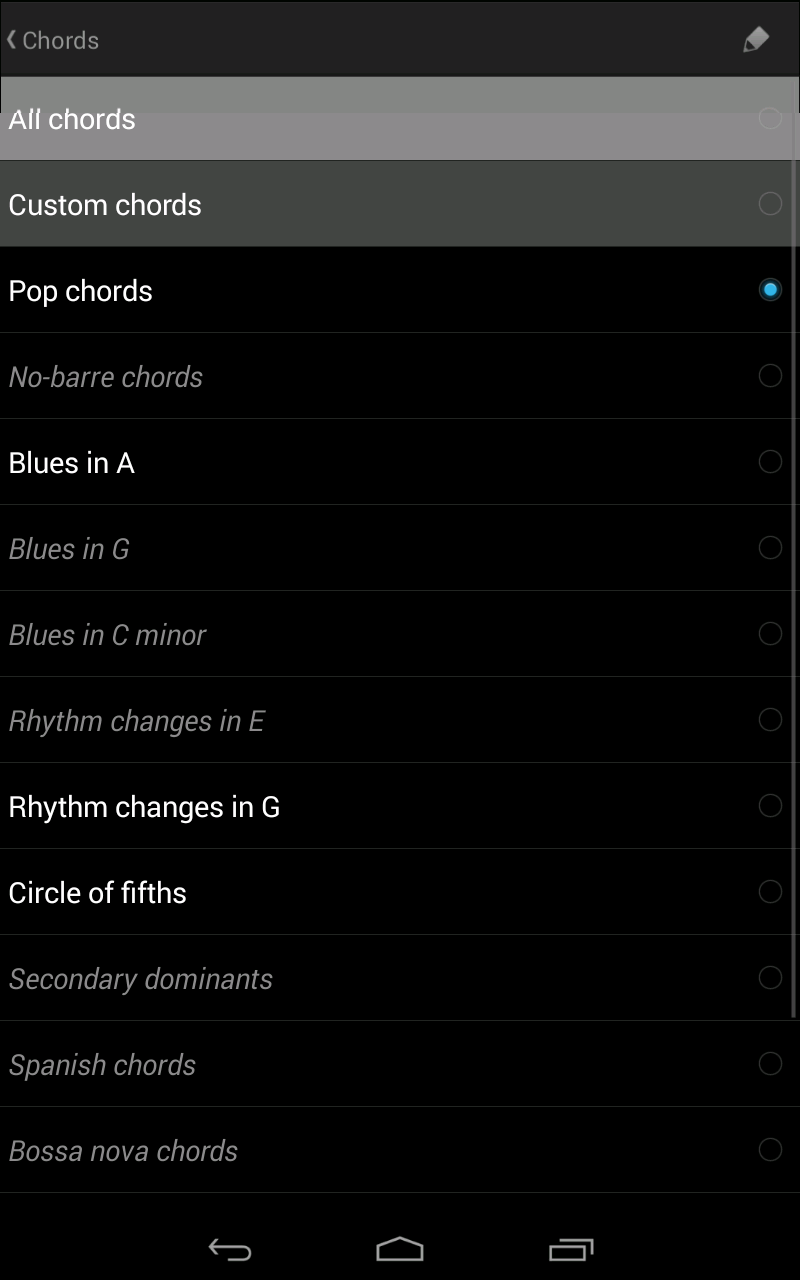 Chords
All chords
Custom chords
Pop chords
No-barre chords
Blues in A
Blues in G
Blues in C minor
Rhythm changes in E
Rhythm changes in G
Circle of fifths
Secondary dominants
Spanish chords
Bossa nova chords